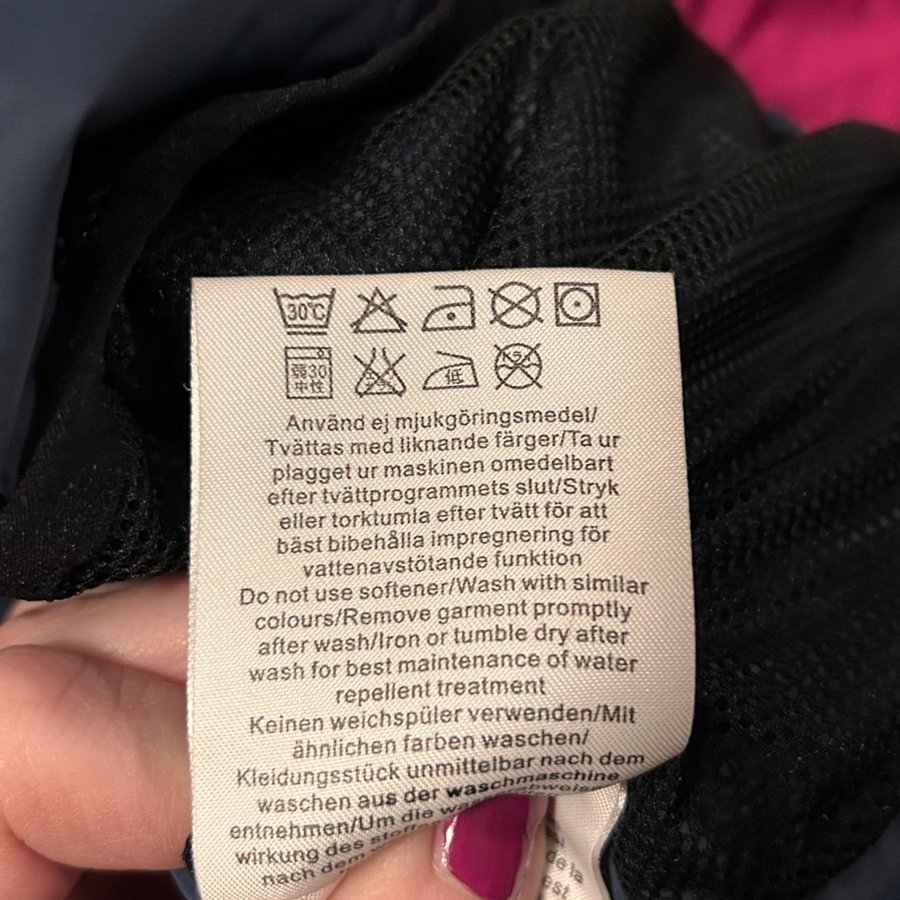 30°C
弱30
中性
低
Använd ej mjukgöringsmedel/
Tvättas med liknande färger/Ta ur
plagget ur maskinen omedelbart
efter tvättprogrammets slut/Stryk
eller torktumla efter tvätt för att
bäst bibehålla impregnering för
vattenavstötande funktion
Do not use softener/Wash with similar
colours/Remove garment promptly
after wash/Iron or tumble dry after
wash for best maintenance of water
repellent treatment
Keinen weichspüler verwenden/Mit
ähnlichen farben waschen/
Kleidungsstück unmittelbar nach dem
waschen aus der waschmaschine
entnehmen/Um die
wirkung des
nach dem
de la